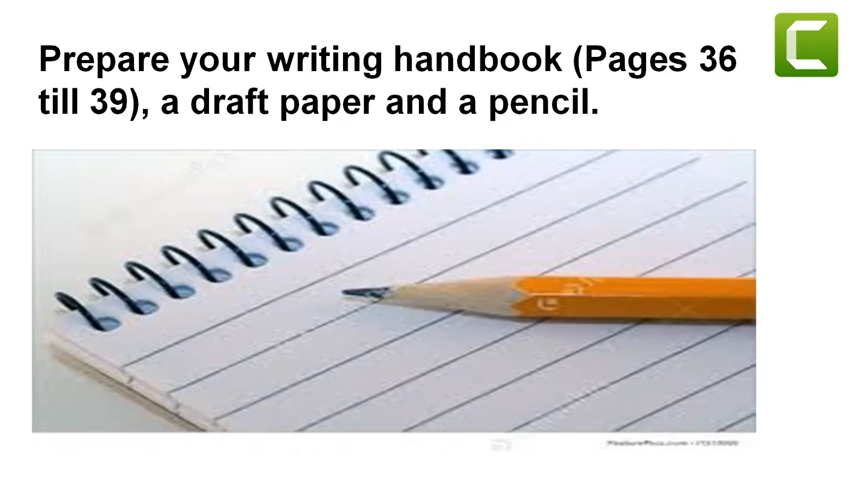 Prepare your writing handbook (Pages 36
till 39), a draft paper and a pencil.